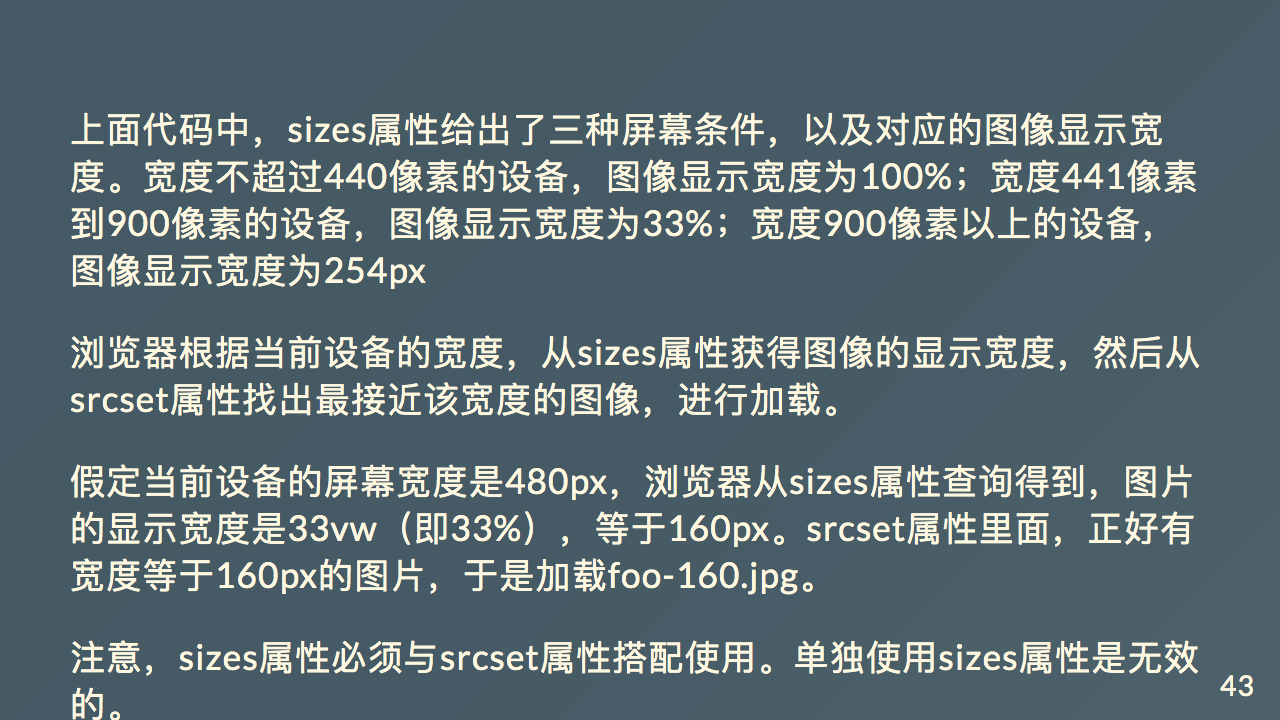 上面代码中，sizes属性给出了三种屏幕条件，以及对应的图像显示宽
度。宽度不超过440像素的设备，图像显示宽度为100%；宽度441像素
到900像素的设备，图像显示宽度为33%；宽度900像素以上的设备，
图像显示宽度为254px
浏览器根据当前设备的宽度，从sizes属性获得图像的显示宽度，然后从
srcset属性找出最接近该宽度的图像，进行加载。
假定当前设备的屏幕宽度是480px，浏览器从sizes属性查询得到，图片
的显示宽度是33vw（即33%），等于160px。srcset属性里面，正好有
宽度等于160px的图片，于是加载foo-160.jpg。
注意，sizes属性必须与srcset属性搭配使用。单独使用sizes属性是无效
的。
43